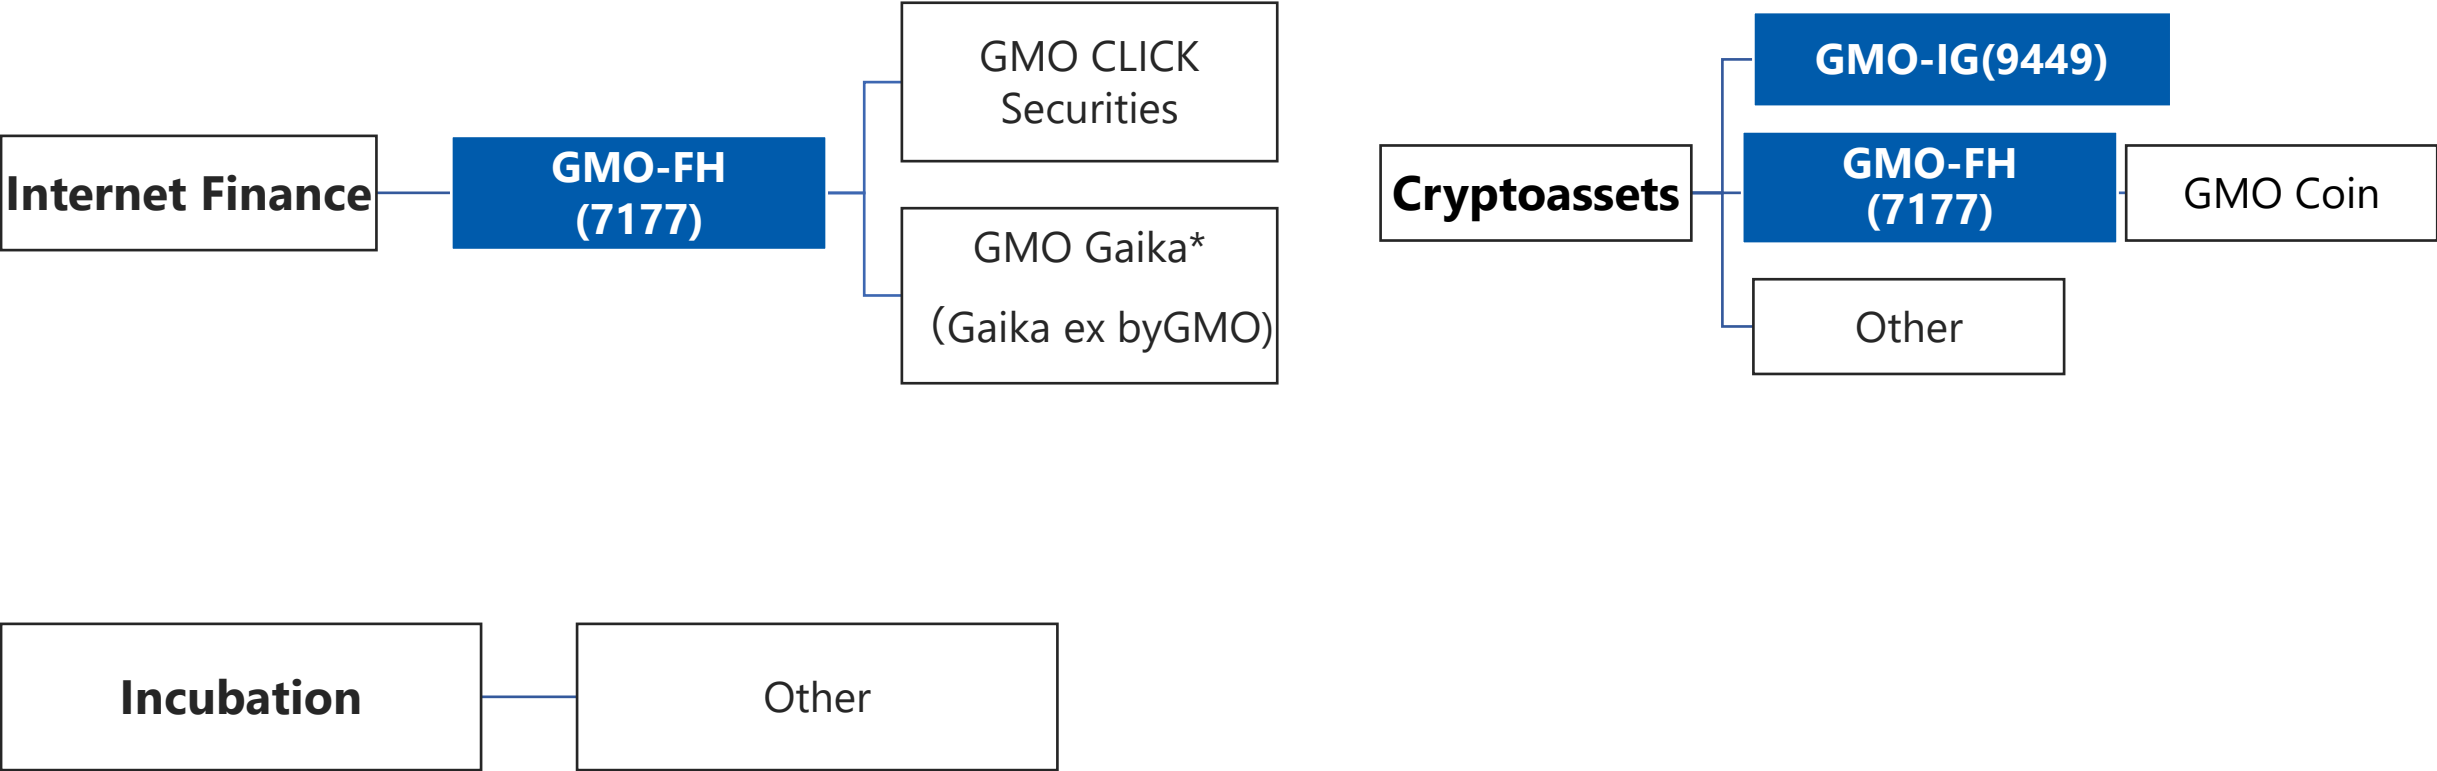 Internet Finance
GMO-FH
(7177)
GMO CLICK
Securities
GMO Gaika*
(Gaika ex byGMO)
Cryptoassets
GMO-IG(9449)
GMO-FH
(7177)
GMO Coin
Other
Incubation
Other